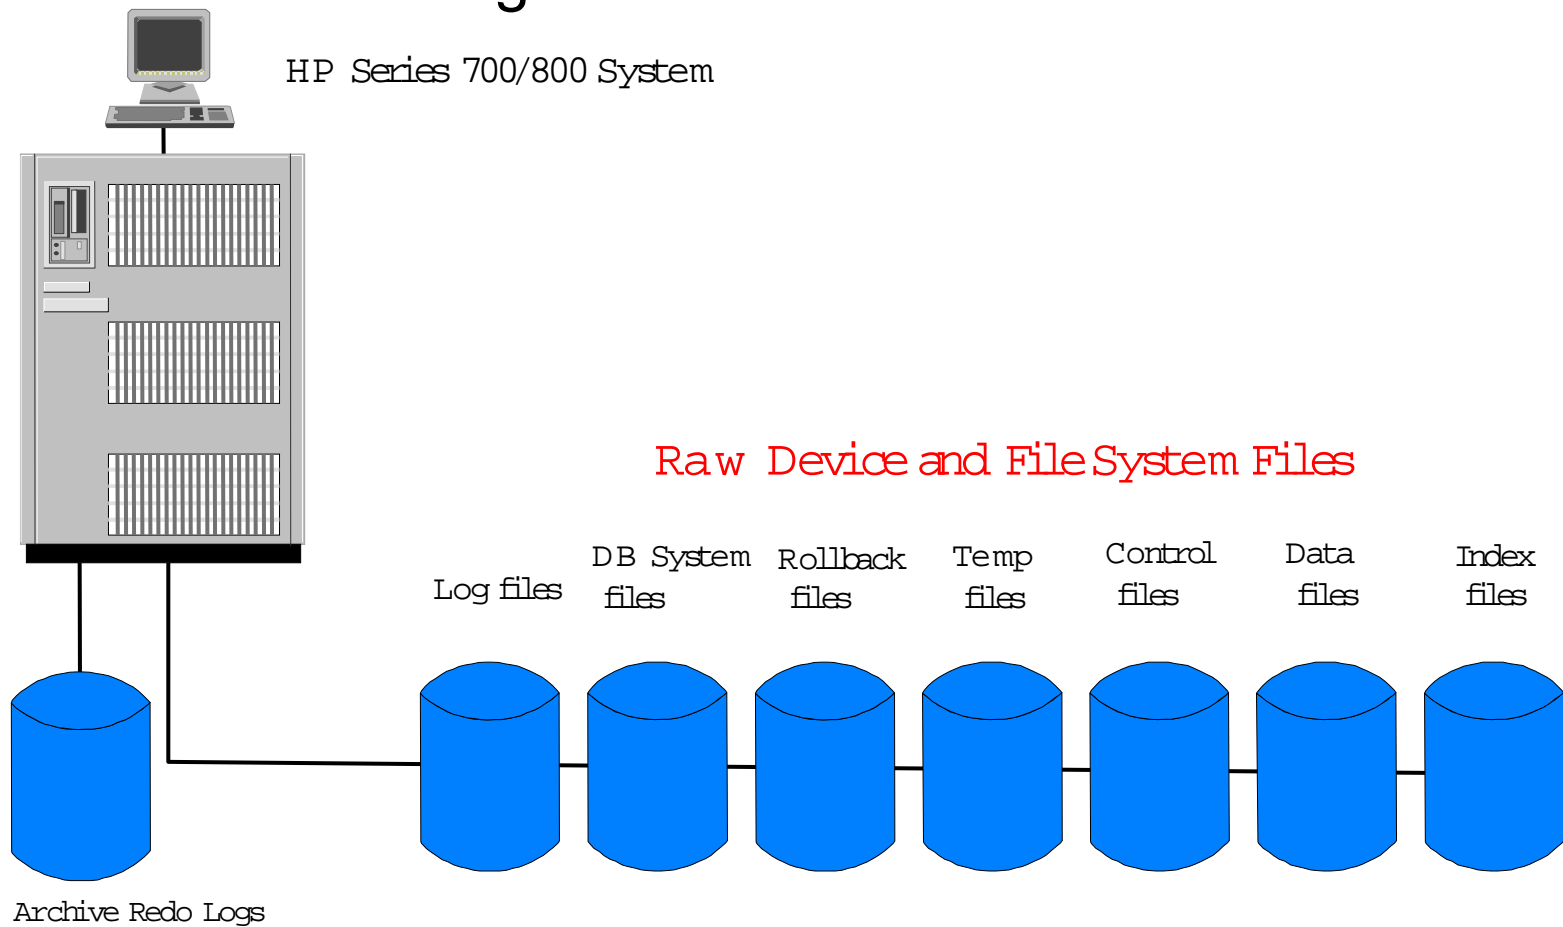 HP Series 700/800 System
Raw Device and File System Files
Log files
DB System
files
Rollback
files
Temp
files
Control
files
Data
files
Index
files
Archive Redo Logs